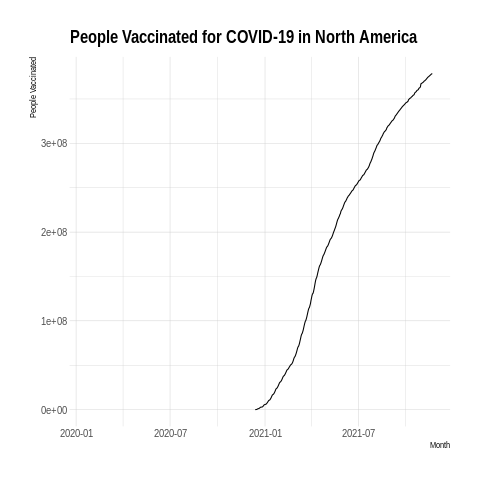 People Vaccinated for COVID-19 in North America
People Vaccinated
3e+08
2e+08
1e+08
0e+00
2020-01 2020-07 2021-01 2021-07
Month